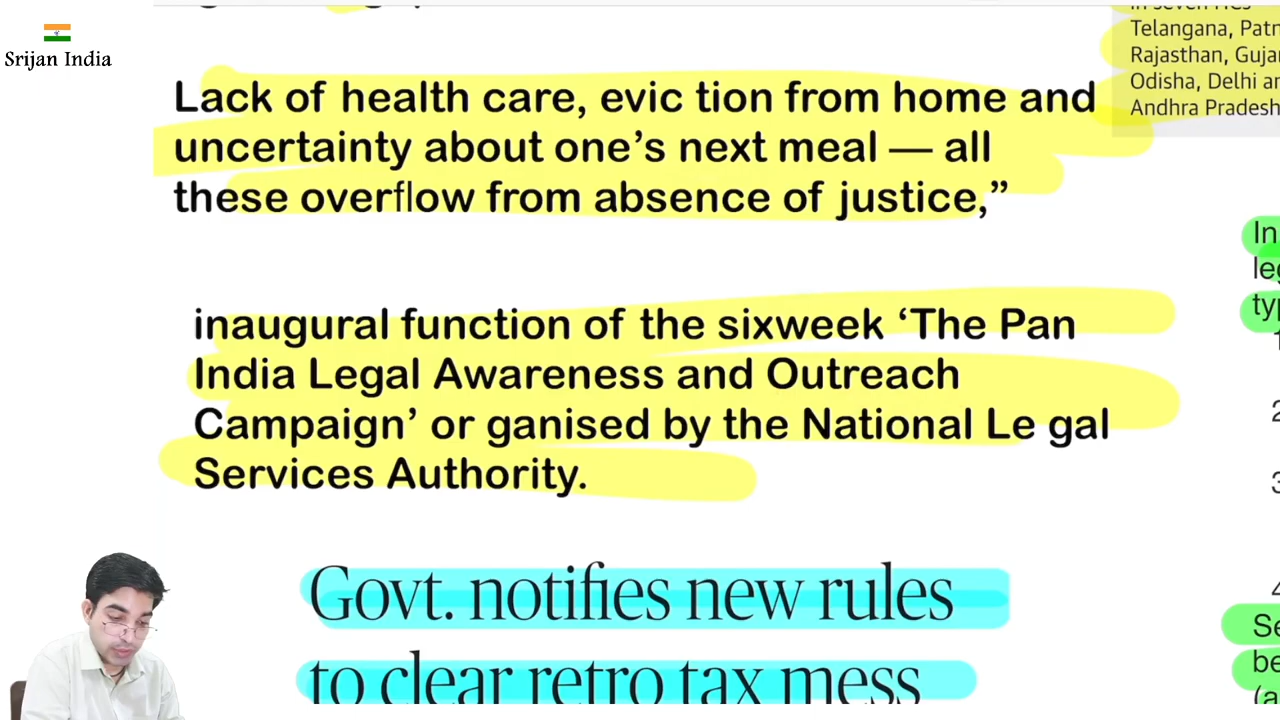 Srijan India
Lack of health care, evic tion from home and
uncertainty about one’s next meal — all
these overflow from absence of justice,”
inaugural function of the sixweek ‘The Pan
India Legal Awareness and Outreach
Campaign’ or ganised by the National Le gal
Services Authority.
Govt. notifies new rules
to clear retro tax mess
Telangana,
Rajasthan,
Odisha, Delhi
Andhra Pradesh
In
2
3